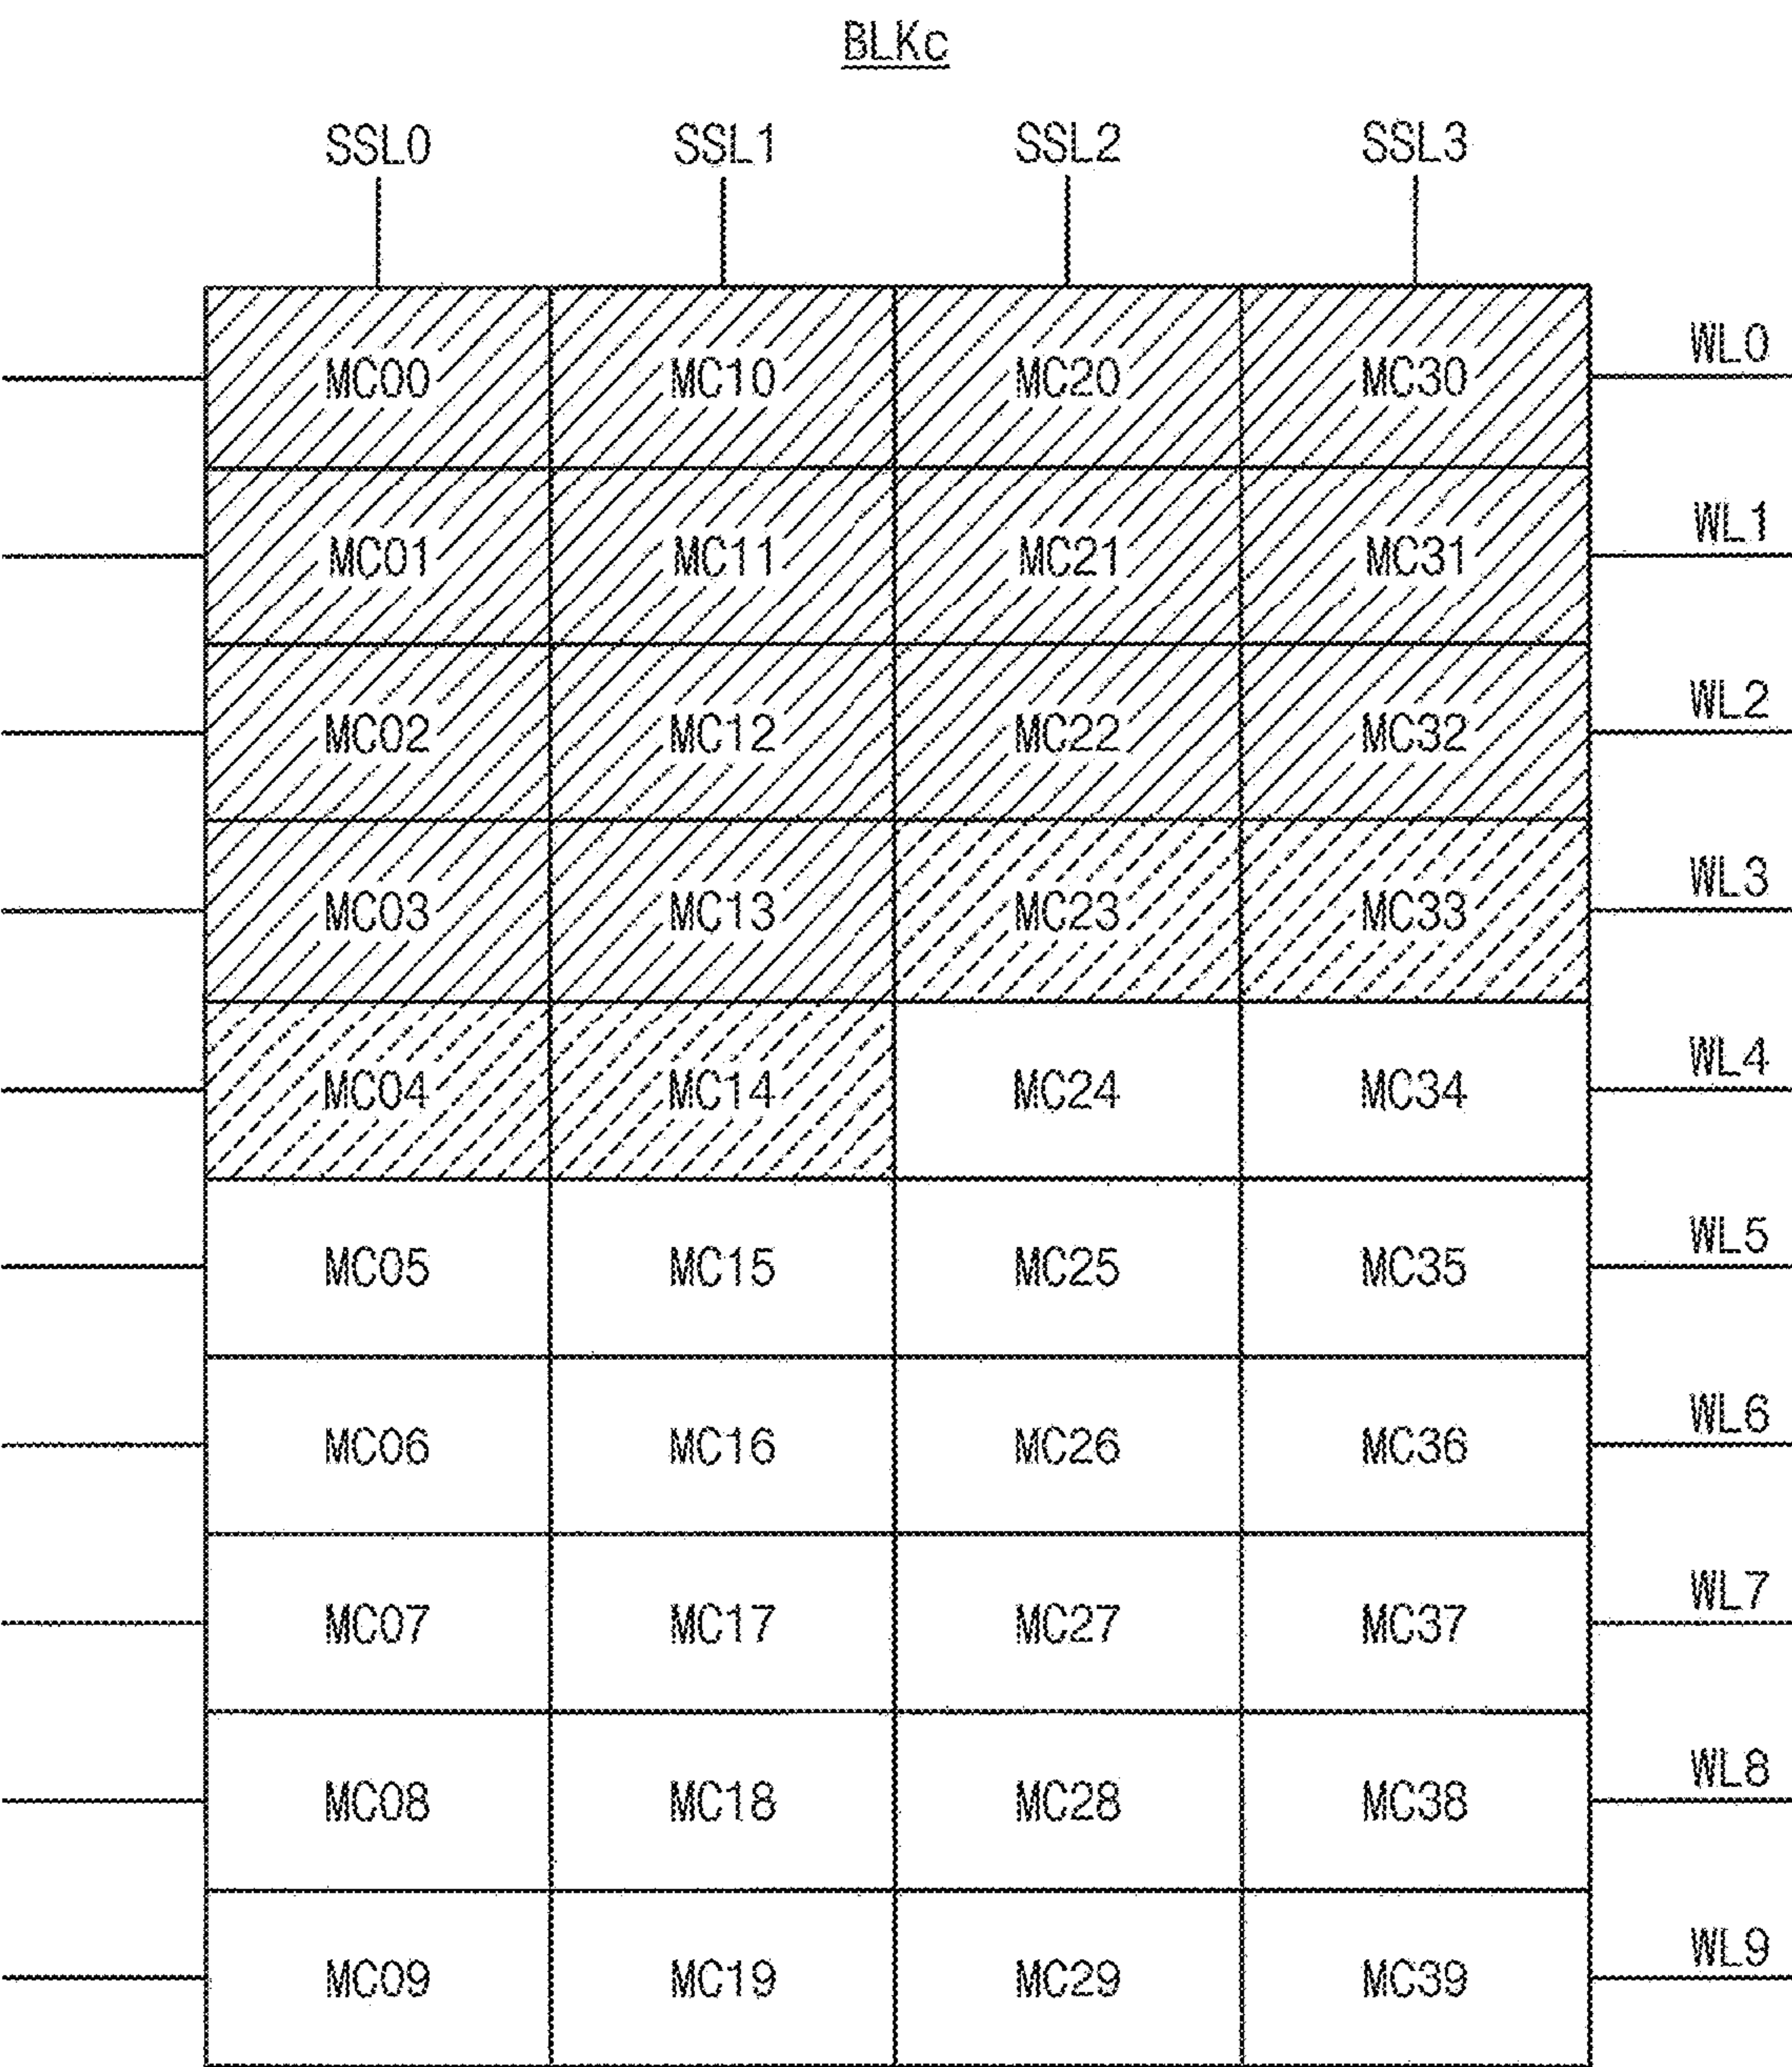 BLKc
SSL0 SSL1 SSL2 SSL3
MC00 MC10 MC20 MC30 WL0
MC01 MC11 MC21 MC31 WL1
MC02 MC12 MC22 MC32 WL2
MC03 MC13 MC23 MC33 WL3
MC04 MC14 MC24 MC34 WL4
MC05 MC15 MC25 MC35 WL5
MC06 MC16 MC26 MC36 WL6
MC07 MC17 MC27 MC37 WL7
MC08 MC18 MC28 MC38 WL8
MC09 MC19 MC29 MC39 WL9